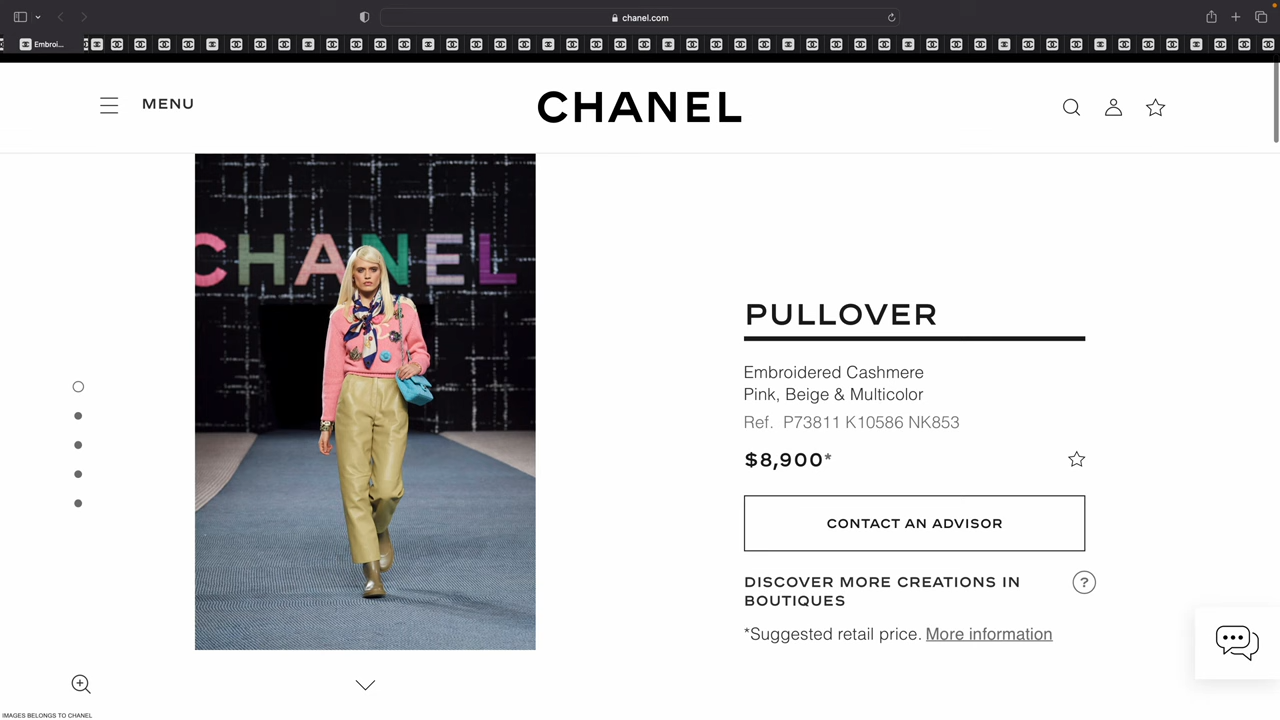 chanel.com
Embroi...
MENU
CHANEL
CHANEL
PULLOVER
Embroidered Cashmere
Pink, Beige & Multicolor
Ref. P73811 K10586 NK853
$8,900*
CONTACT AN ADVISOR
DISCOVER MORE CREATIONS IN
BOUTIQUES
?
*Suggested retail price. More information
IMAGES BELONGS TO CHANEL